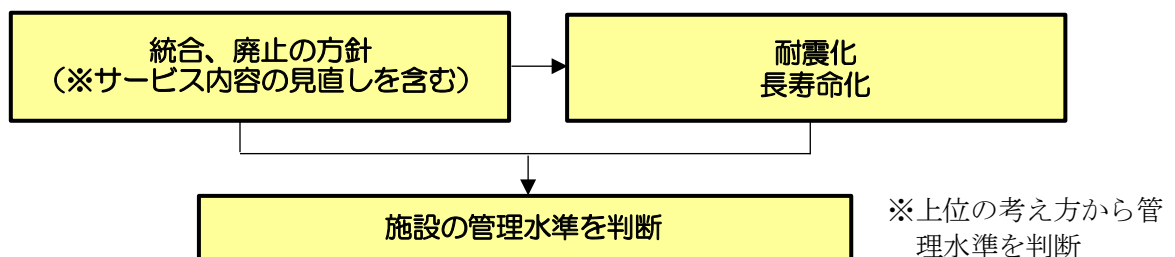 統合、廃止の方針
（※サービス内容の見直しを含む）
耐震化
長寿命化
施設の管理水準を判断
※上位の考え方から管
理水準を判断